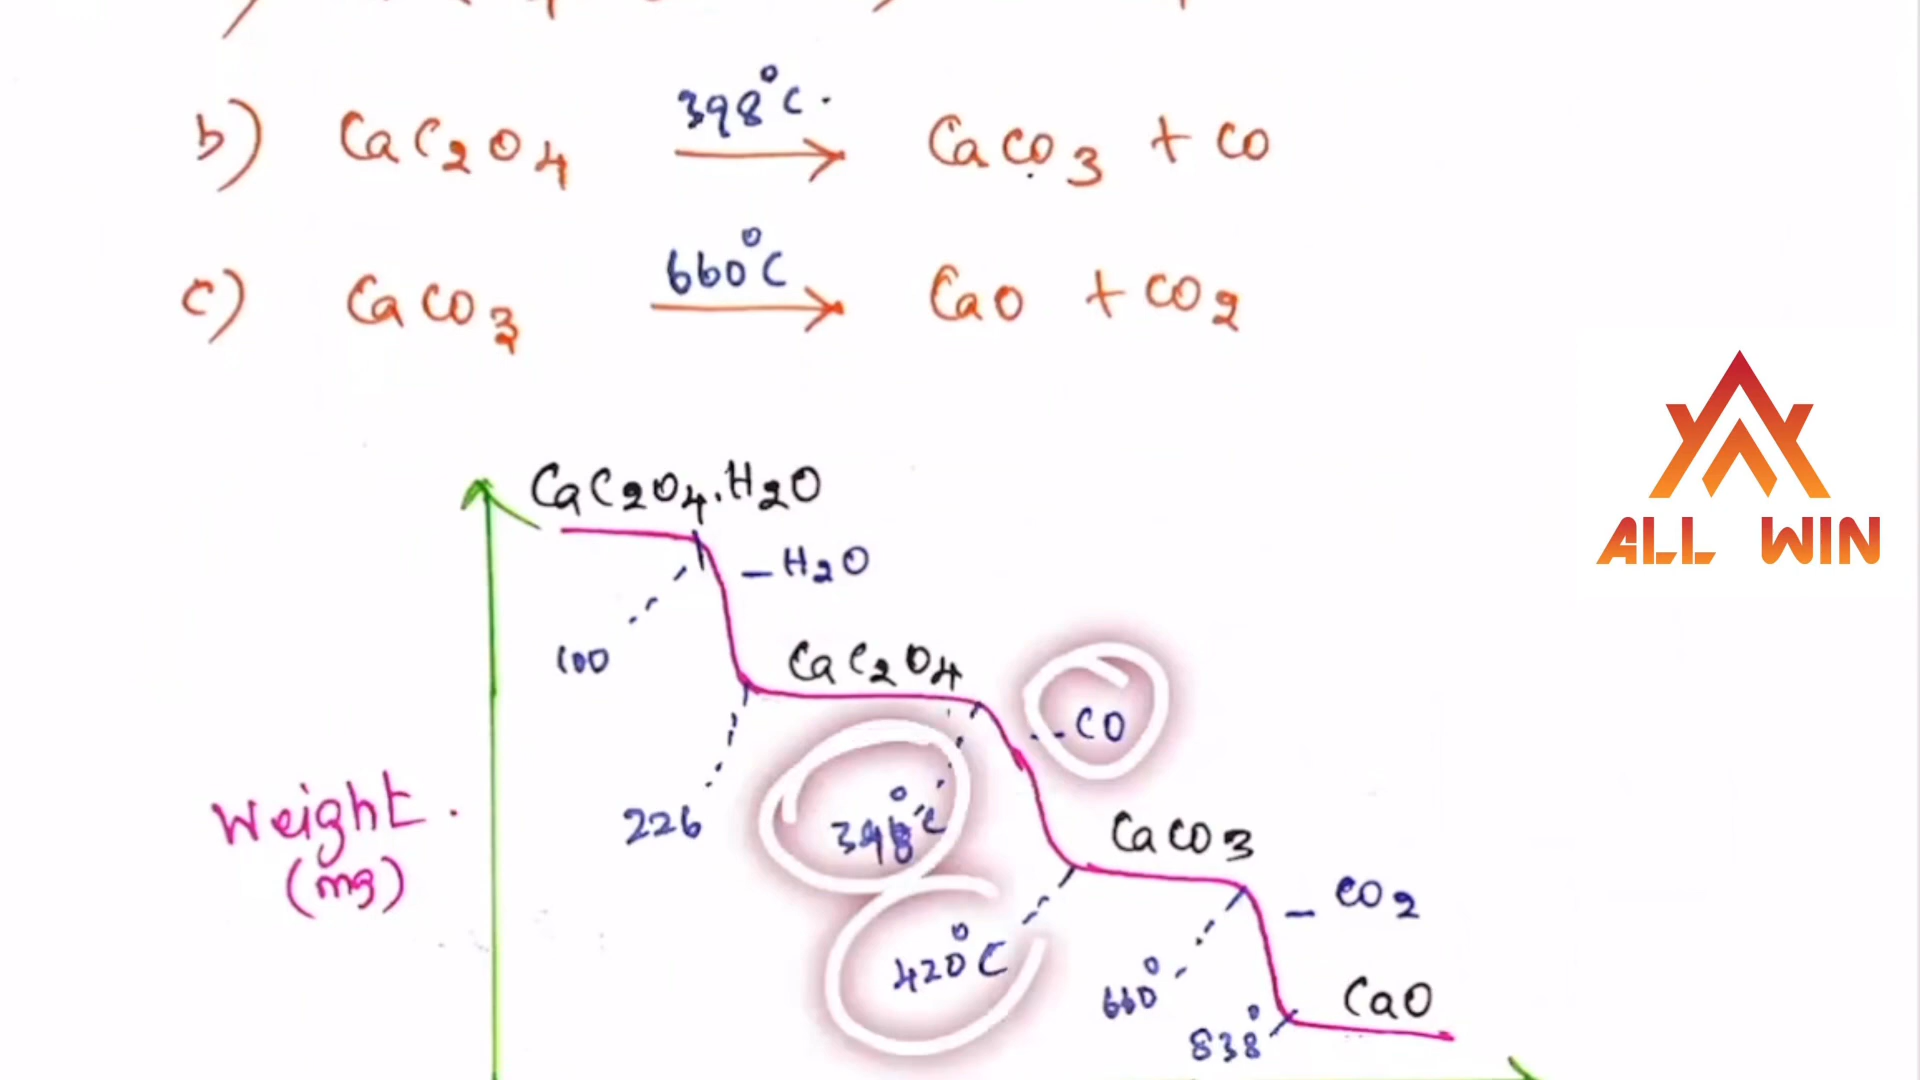 b) CaC2O4 398°C. → CaCO3 + CO
c) CaCO3 660°C → CaO + CO2
CaC2O4.H2O
ALL WIN
- H2O
100
CaC2O4
- CO
Weight.
(mg)
226
398°C
CaCO3
- CO2
420°C
660°
CaO
838°